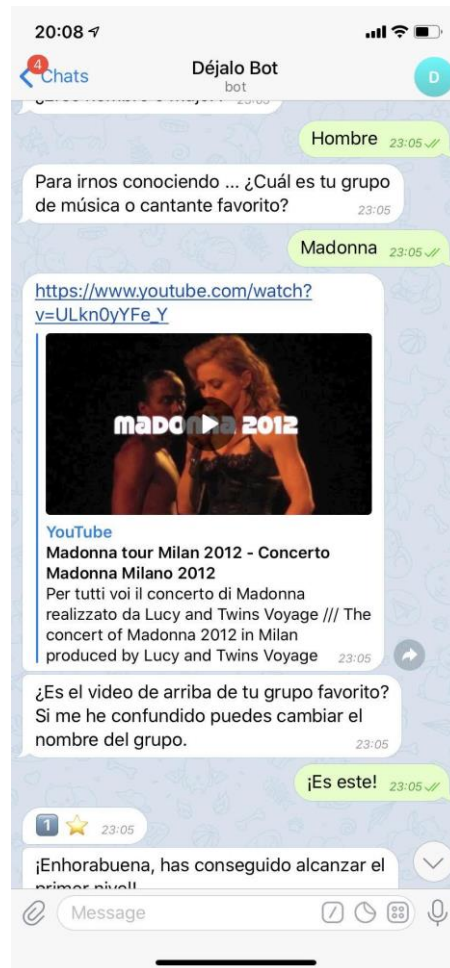 20:08
4
Chats
Déjalo Bot
bot
D
Hombre 23:05
Para irnos conociendo ... ¿Cuál es tu grupo
de música o cantante favorito? 23:05
Madonna 23:05
https://www.youtube.com/watch?
v=ULkn0yYFe_Y
maDonna 2012
YouTube
Madonna tour Milan 2012 - Concerto
Madonna Milano 2012
Per tutti voi il concerto di Madonna
realizzato da Lucy and Twins Voyage /// The
concert of Madonna 2012 in Milan
produced by Lucy and Twins Voyage 23:05
¿Es el video de arriba de tu grupo favorito?
Si me he confundido puedes cambiar el
nombre del grupo. 23:05
¡Es este! 23:05
1 23:05
¡Enhorabuena, has conseguido alcanzar el
primer nivel!
Message